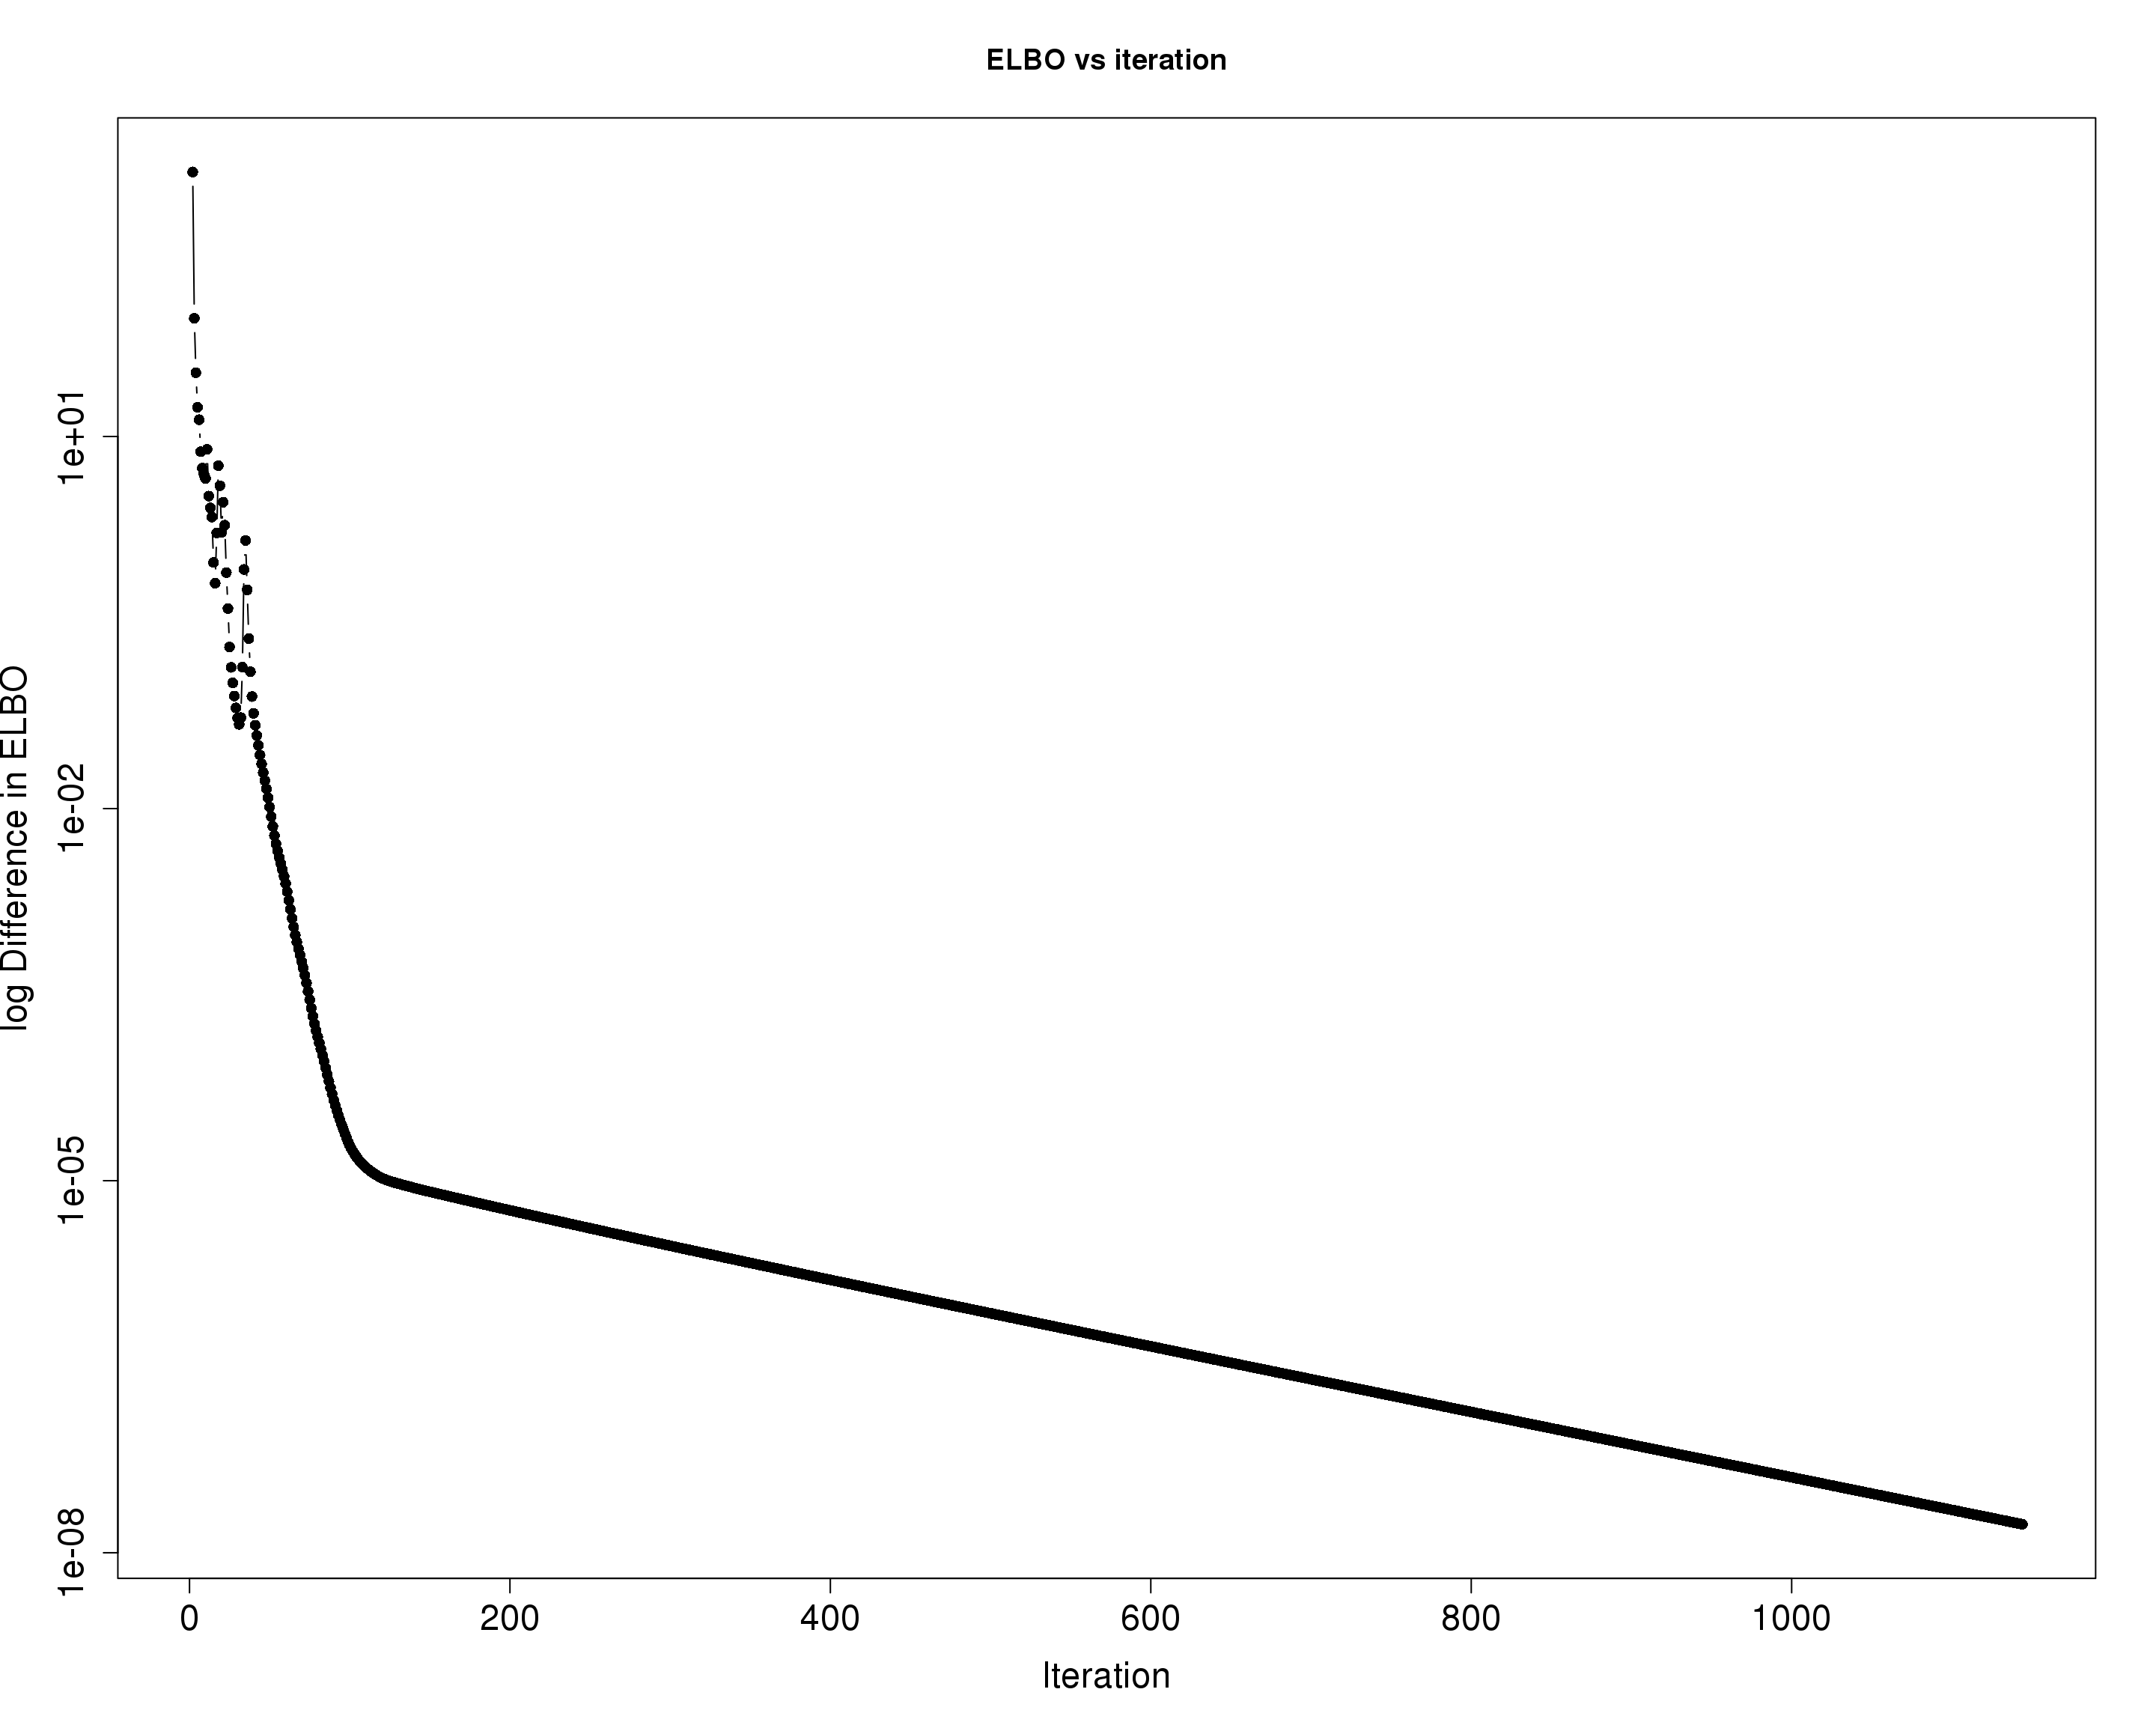 ELBO vs iteration
log Difference in ELBO
1e+01
1e-02
1e-05
1e-08
0 200 400 600 800 1000
Iteration